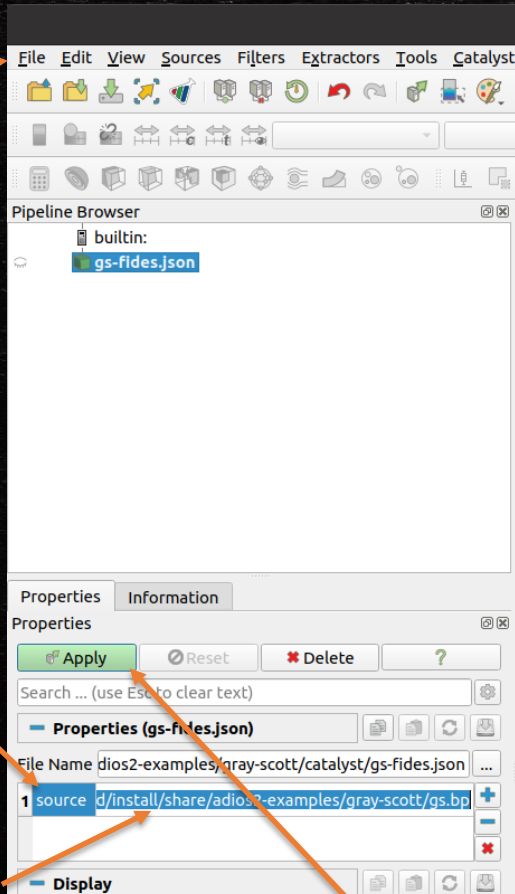 File Edit View Sources Filters Extractors Tools Catalyst
Pipeline Browser
builtin:
gs-fides.json
Properties Information
Properties
Apply Reset Delete ?
Search ... (use Esc to clear text)
Properties (gs-fides.json)
File Name dios2-examples/gray-scott/catalyst/gs-fides.json ...
1 source d/install/share/adios2-examples/gray-scott/gs.bp
Display